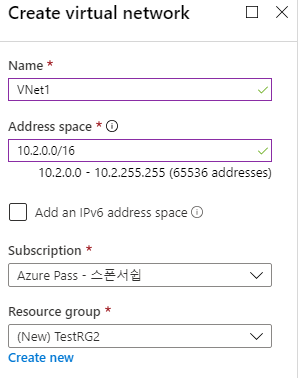 Create virtual network
Name *
VNet1
Address space *
10.2.0.0/16
10.2.0.0 - 10.2.255.255 (65536 addresses)
Add an IPv6 address space
Subscription *
Azure Pass - 스폰서쉽
Resource group *
(New) TestRG2
Create new